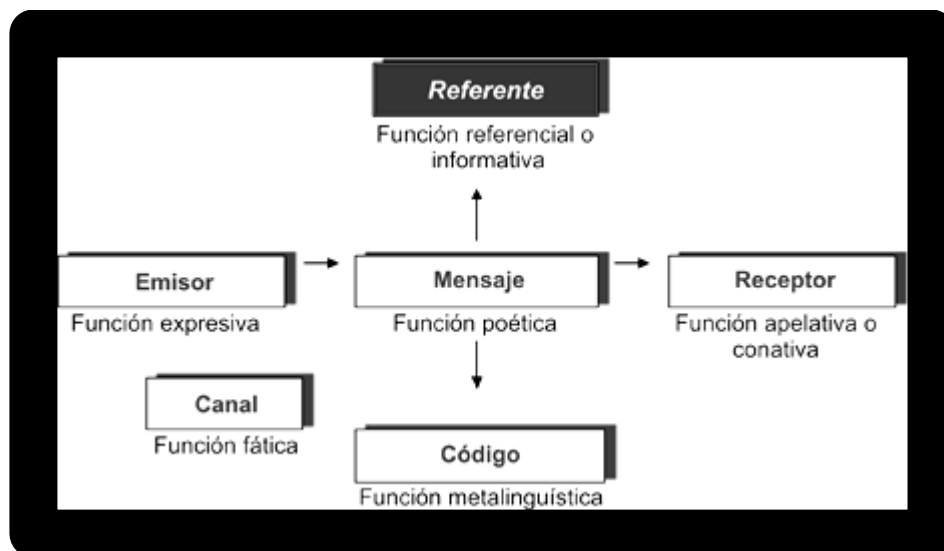 Referente
Función referencial o
informativa
Emisor
Función expresiva
Mensaje
Función poética
Receptor
Función apelativa o
conativa
Canal
Función fática
Código
Función metalinguística